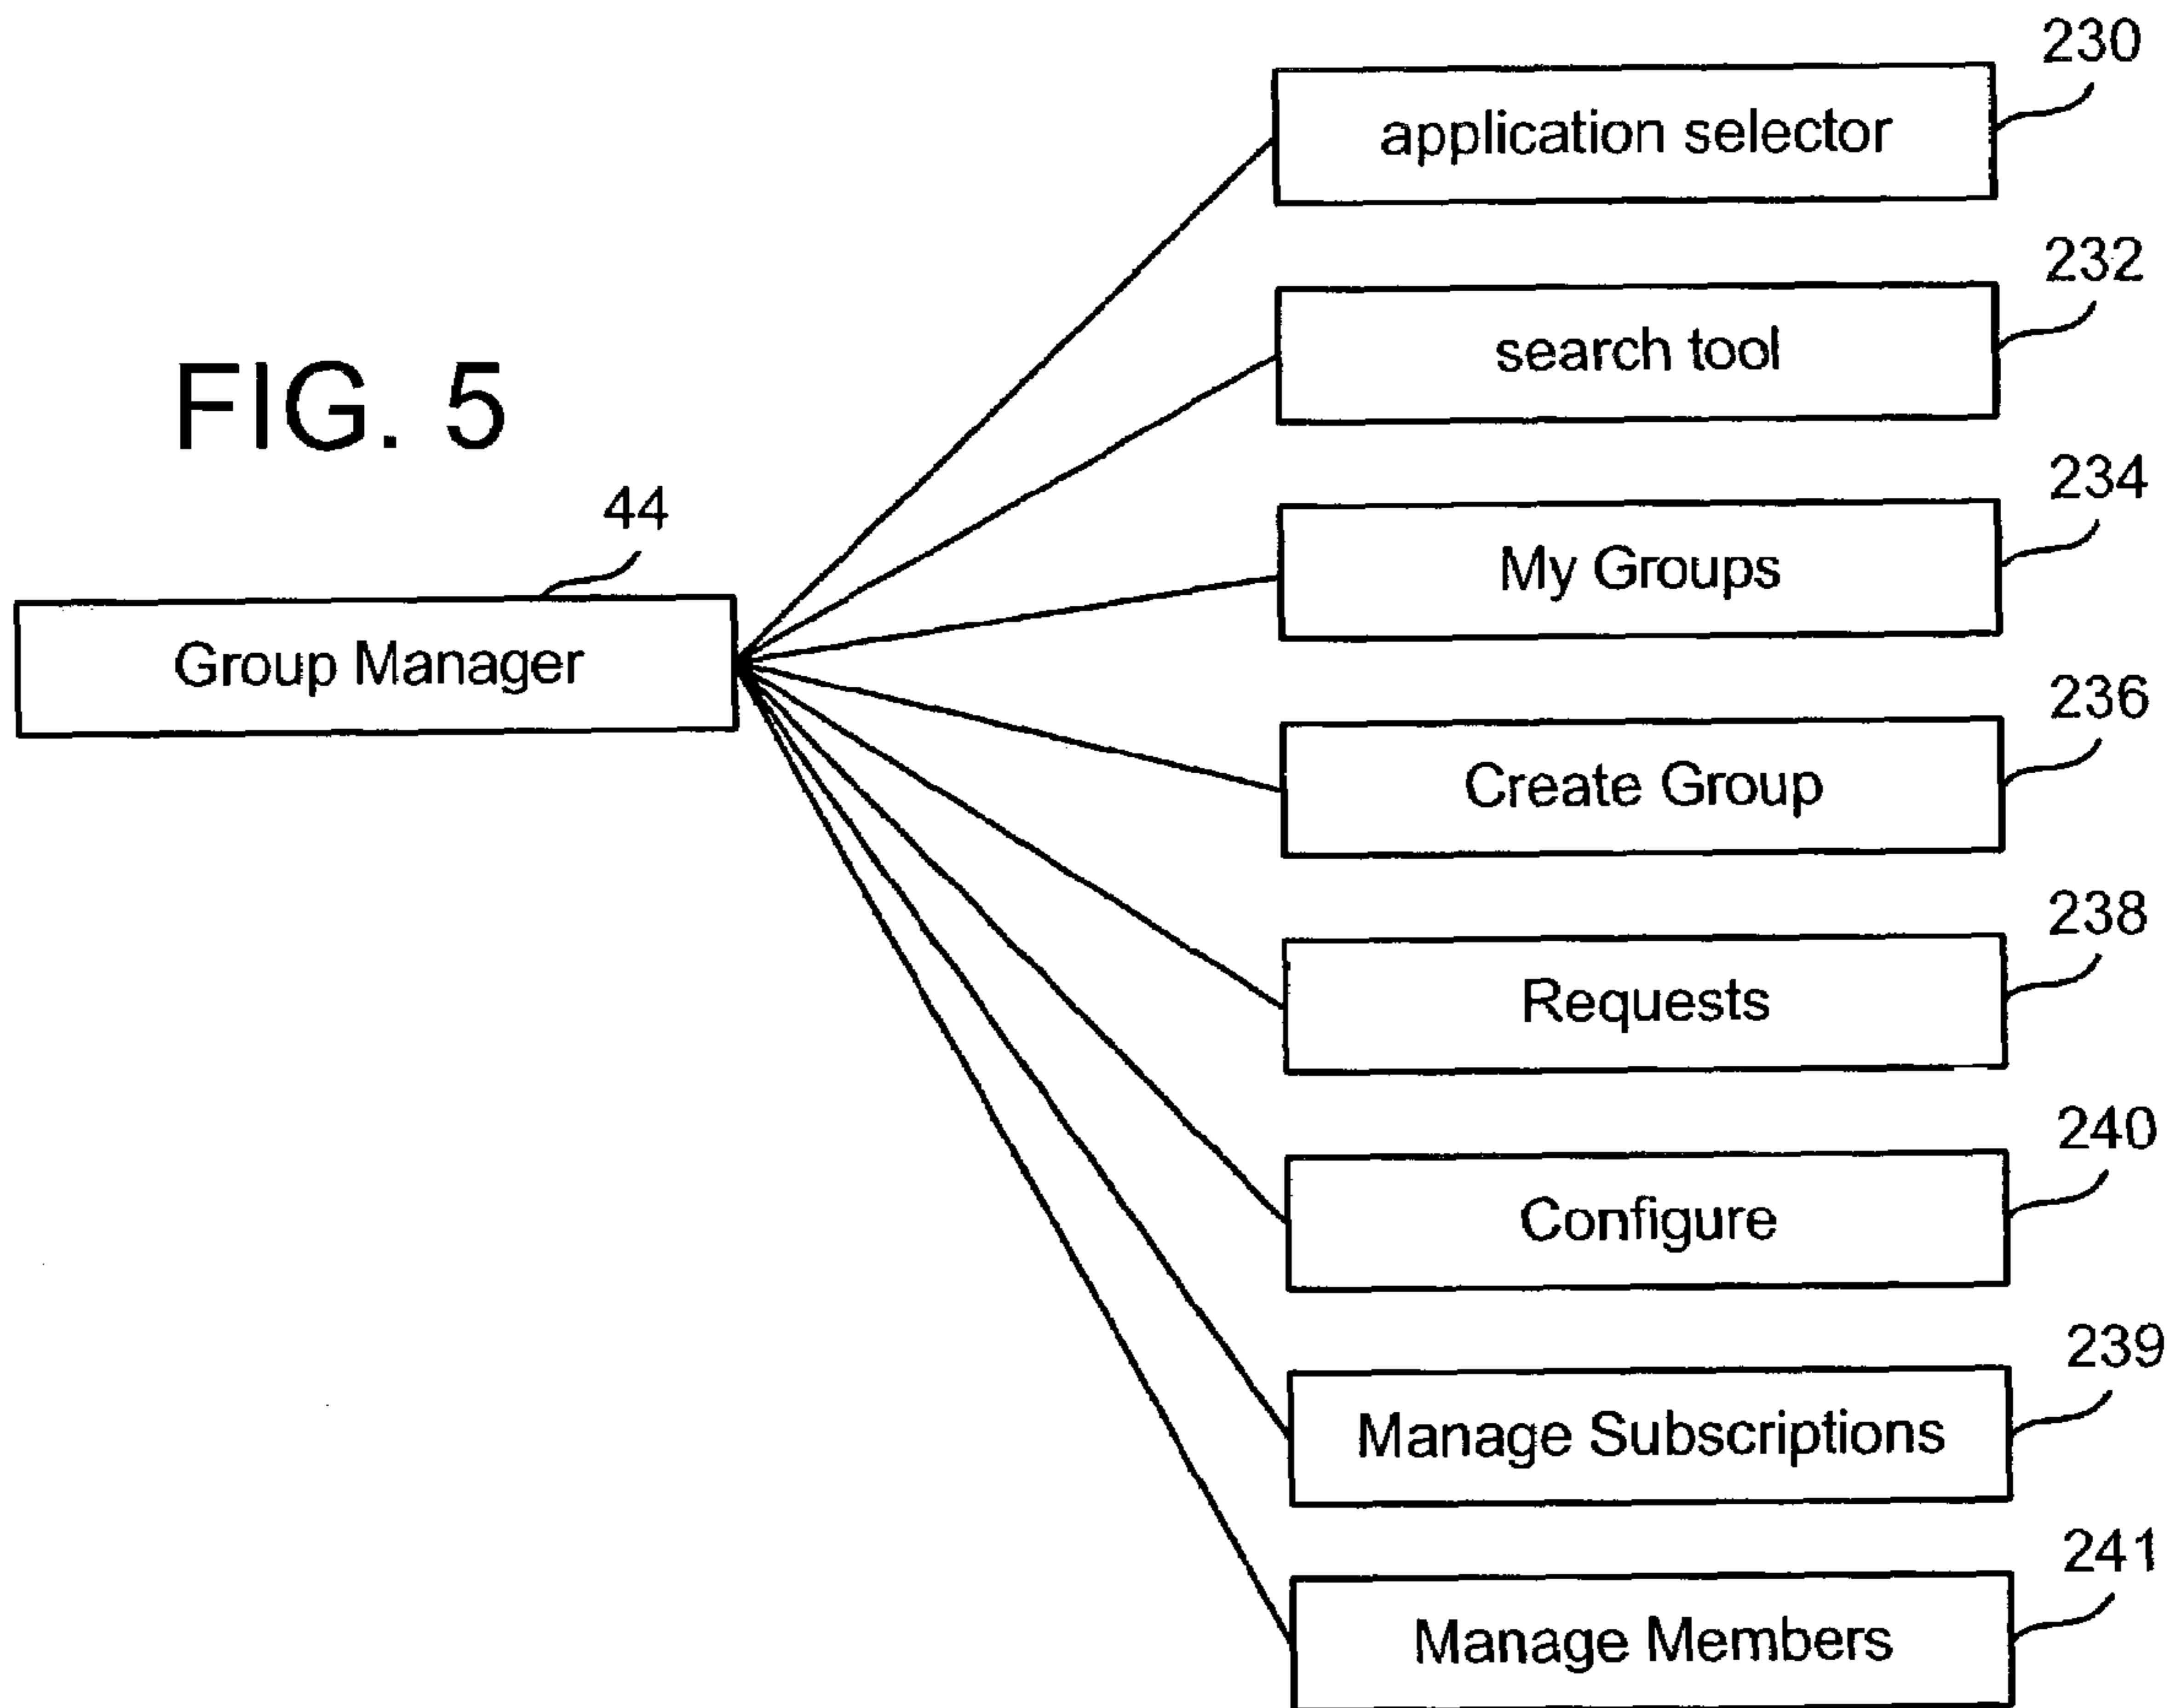 230
application selector
232
search tool
FIG. 5
234
44
My Groups
Group Manager
236
Create Group
238
Requests
240
Configure
239
Manage Subscriptions
241
Manage Members